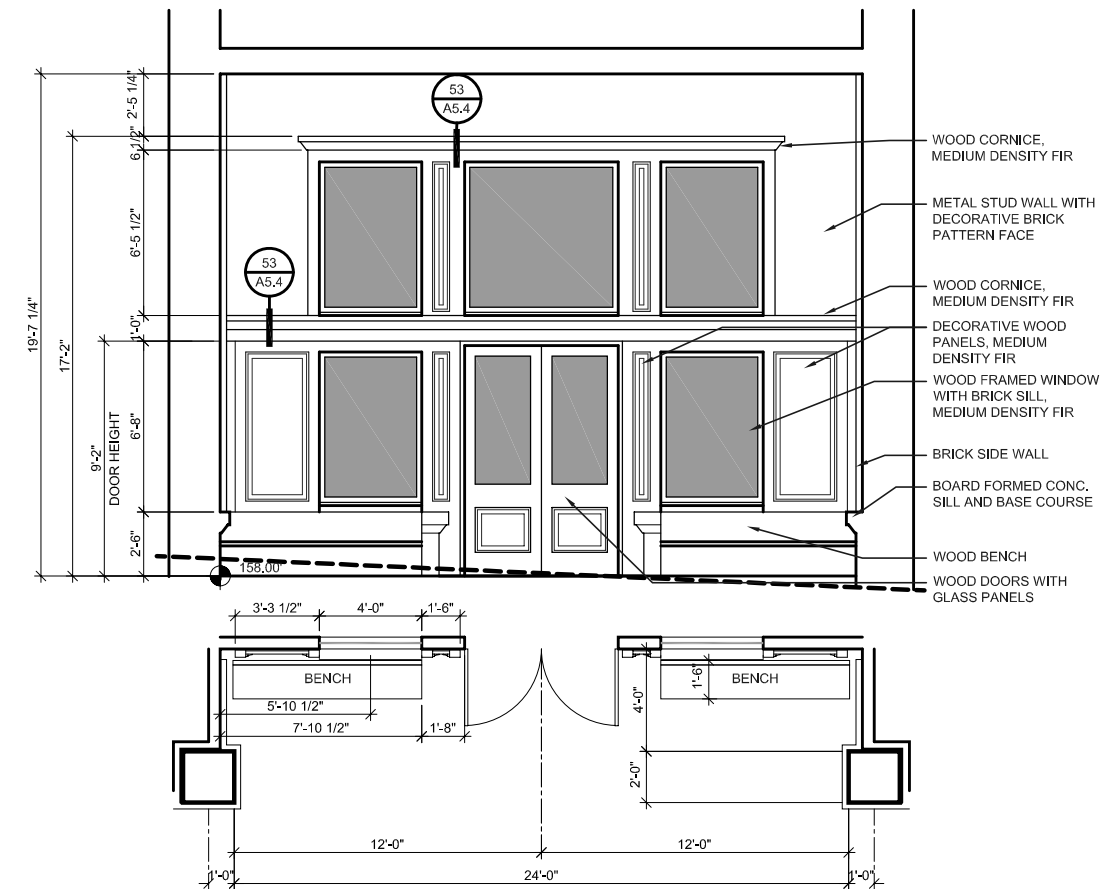 53
A5.4
WOOD CORNICE,
MEDIUM DENSITY FIR
METAL STUD WALL WITH
DECORATIVE BRICK
PATTERN FACE
53
A5.4
WOOD CORNICE,
MEDIUM DENSITY FIR
DECORATIVE WOOD
PANELS, MEDIUM
DENSITY FIR
WOOD FRAMED WINDOW
WITH BRICK SILL,
MEDIUM DENSITY FIR
BRICK SIDE WALL
BOARD FORMED CONC.
SILL AND BASE COURSE
WOOD BENCH
WOOD DOORS WITH
GLASS PANELS
19'-7 1/4"
17'-2"
9'-2"
DOOR HEIGHT
2'-5 1/4"
6 1/2"
6'-5 1/2"
1'-0"
6'-8"
2'-6"
158.00'
3'-3 1/2"
4'-0"
1'-6"
BENCH
5'-10 1/2"
7'-10 1/2"
1'-8"
BENCH
1'-6"
4'-0"
2'-0"
12'-0"
12'-0"
1'-0"
24'-0"
1'-0"